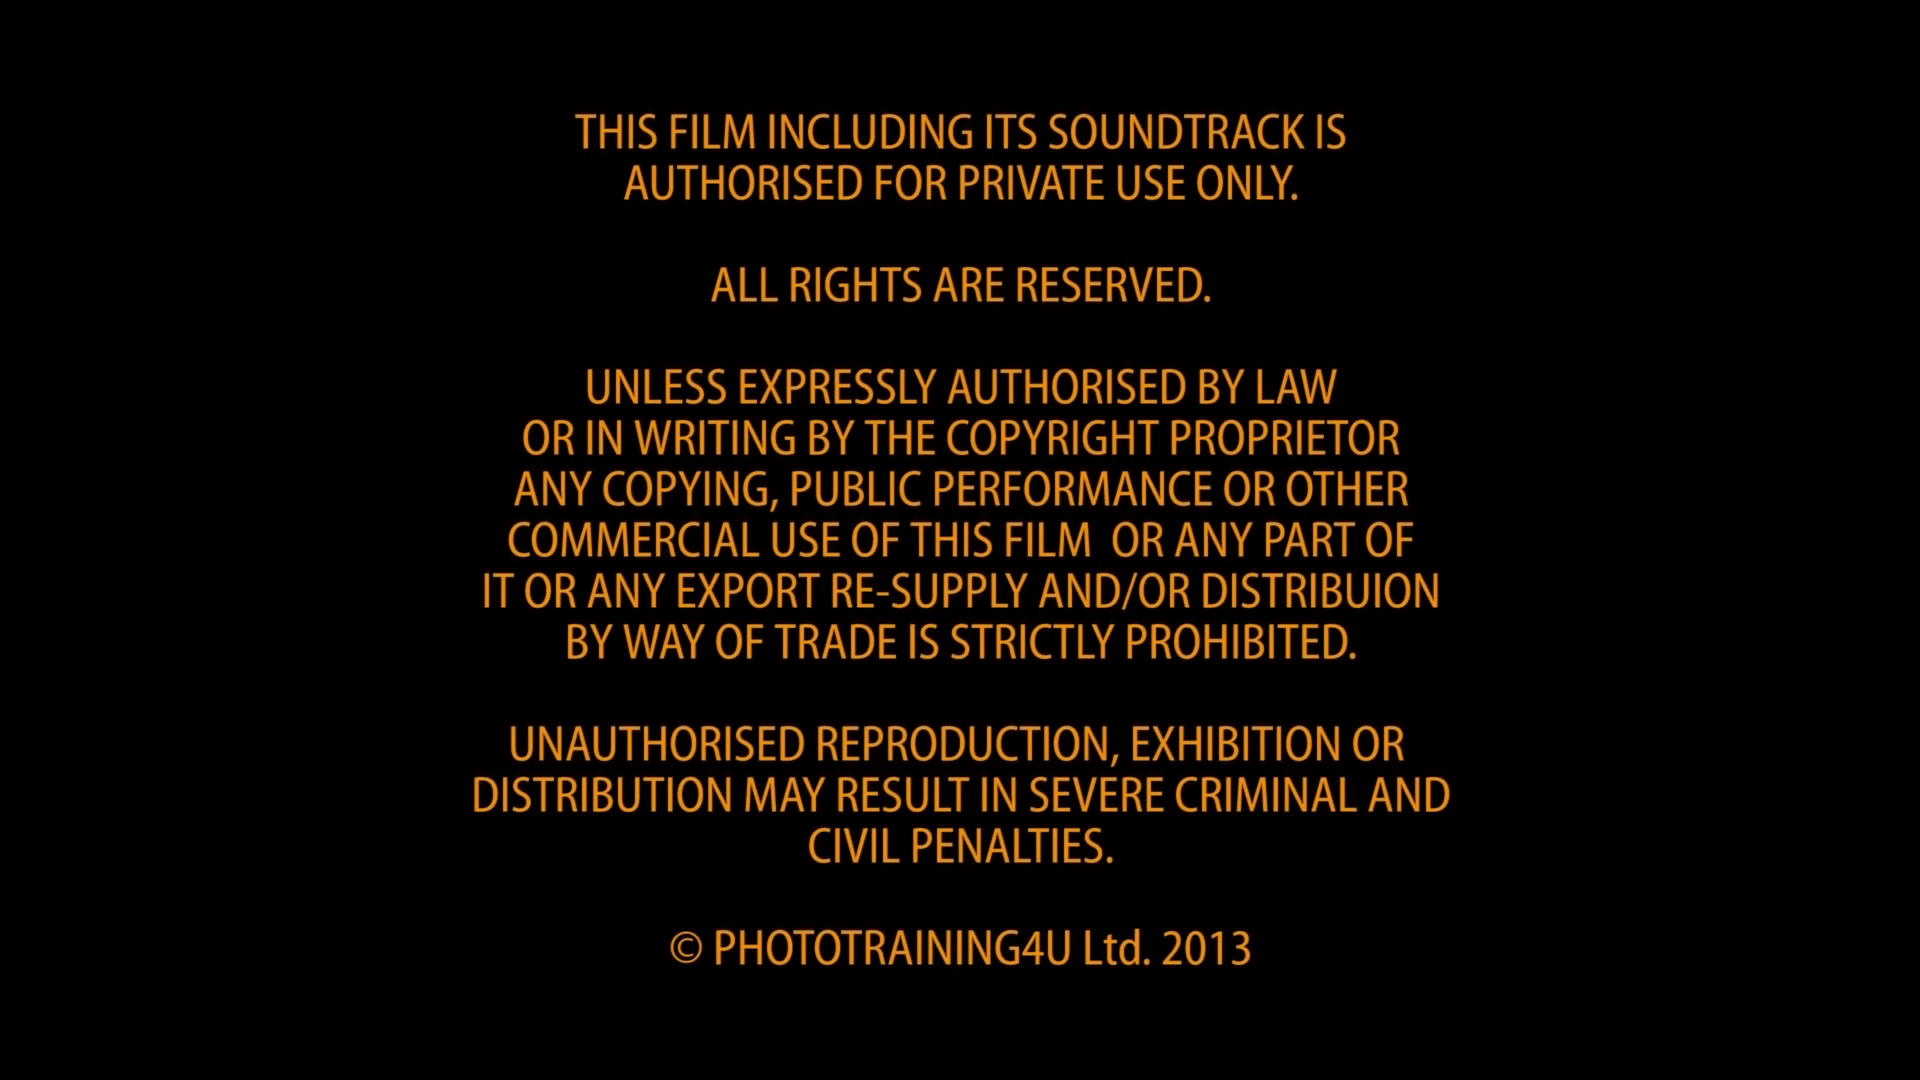 THIS FILM INCLUDING ITS SOUNDTRACK IS
AUTHORISED FOR PRIVATE USE ONLY.
ALL RIGHTS ARE RESERVED.
UNLESS EXPRESSLY AUTHORISED BY LAW
OR IN WRITING BY THE COPYRIGHT PROPRIETOR
ANY COPYING, PUBLIC PERFORMANCE OR OTHER
COMMERCIAL USE OF THIS FILM  OR ANY PART OF
IT OR ANY EXPORT RE-SUPPLY AND/OR DISTRIBUION
BY WAY OF TRADE IS STRICTLY PROHIBITED.
UNAUTHORISED REPRODUCTION, EXHIBITION OR
DISTRIBUTION MAY RESULT IN SEVERE CRIMINAL AND
CIVIL PENALTIES.
© PHOTOTRAINING4U Ltd. 2013